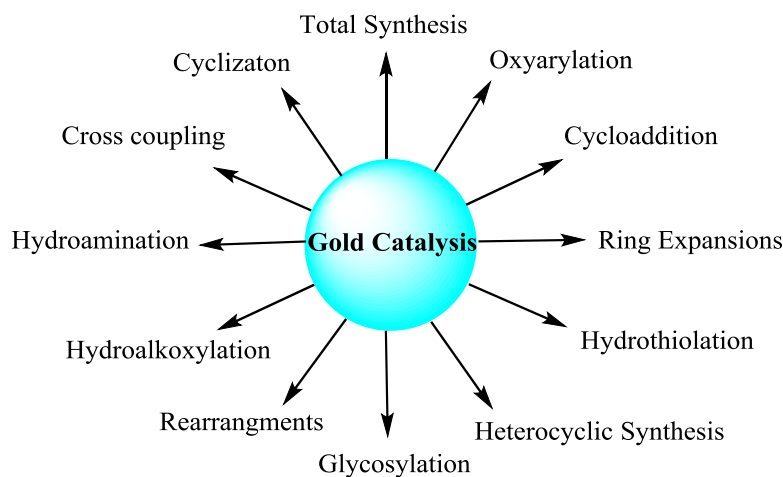 Total Synthesis
Cyclizaton
Oxyarylation
Cross coupling
Cycloaddition
Hydroamination
Gold Catalysis
Ring Expansions
Hydroalkoxylation
Hydrothiolation
Rearrangments
Heterocyclic Synthesis
Glycosylation